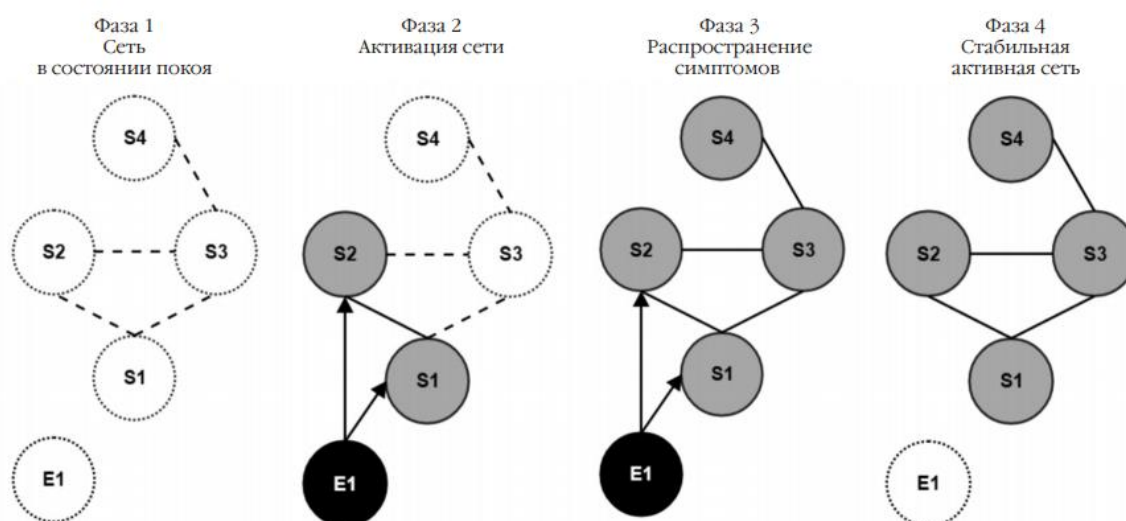 Фаза 1
Сеть
в состоянии покоя
S4
S2
S3
S1
E1
Фаза 2
Активация сети
S4
S2
S3
S1
E1
Фаза 3
Распространение
симптомов
S4
S2
S3
S1
E1
Фаза 4
Стабильная
активная сеть
S4
S2
S3
S1
E1